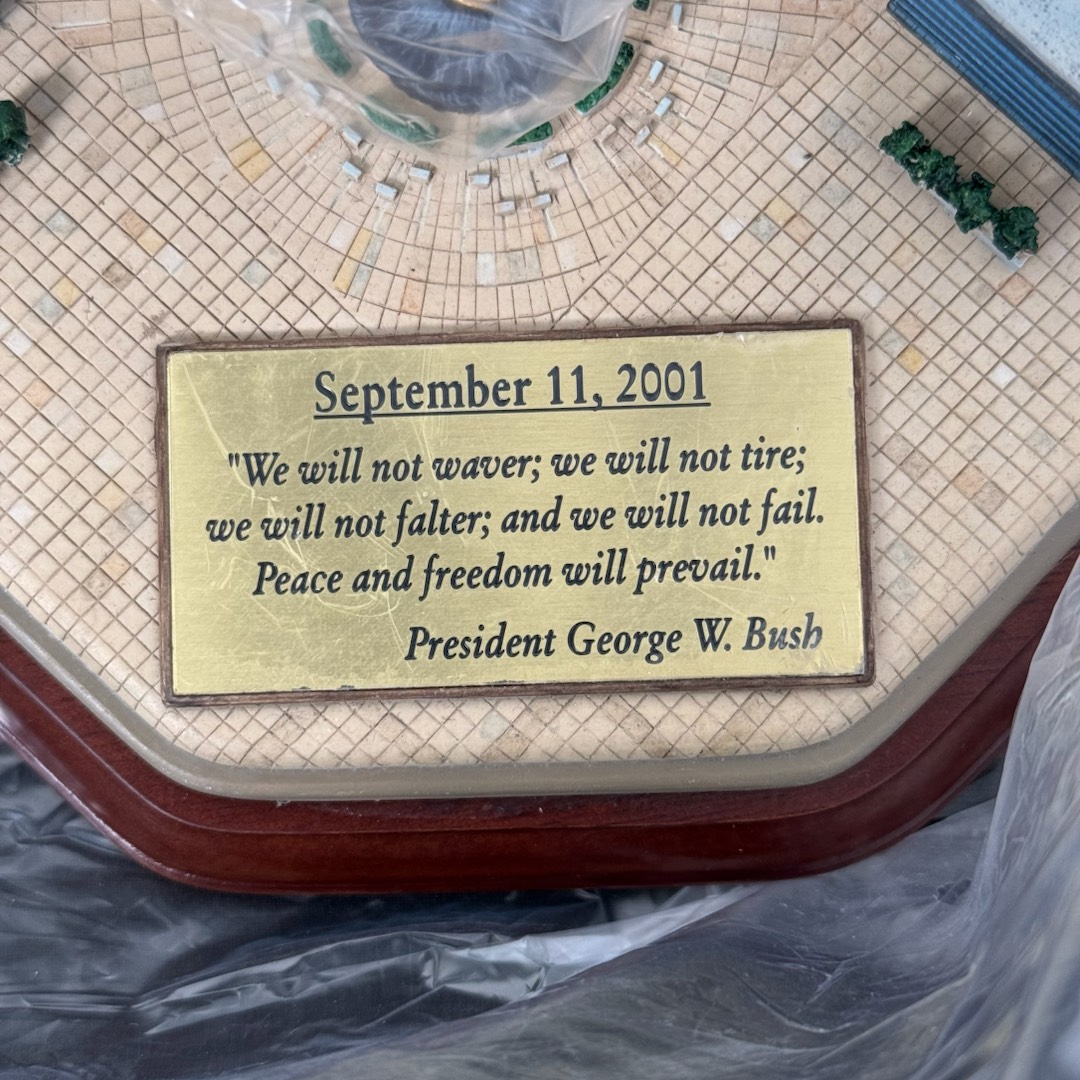 September 11, 2001
"We will not waver; we will not tire;
we will not falter; and we will not fail.
Peace and freedom will prevail."
President George W. Bush